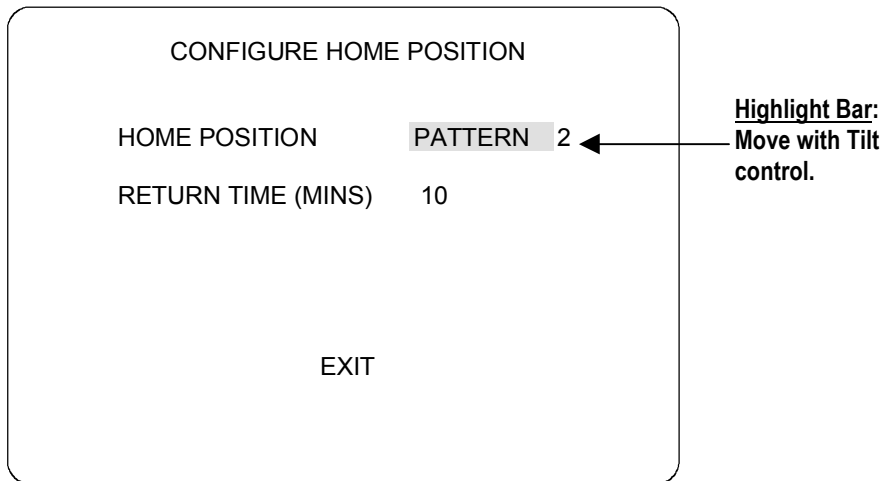 CONFIGURE HOME POSITION
HOME POSITION PATTERN 2
RETURN TIME (MINS) 10
EXIT
Highlight Bar:
Move with Tilt
control.